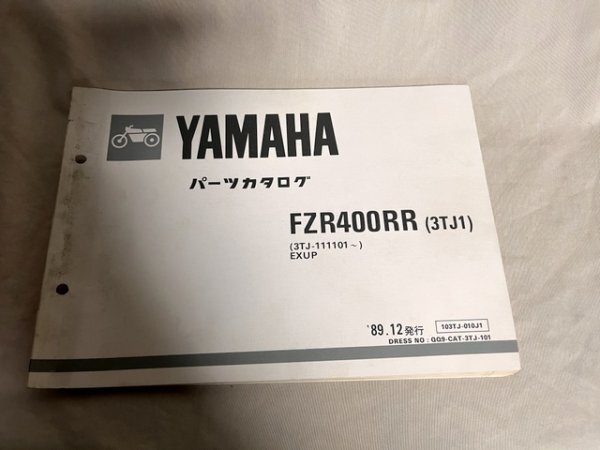 YAMAHA
パーツカタログ
FZR400RR (3TJ1)
(3TJ-111101~)
EXUP
'89.12発行
103TJ-010J1
DRESS NO : QQ9-CAT-3TJ-101